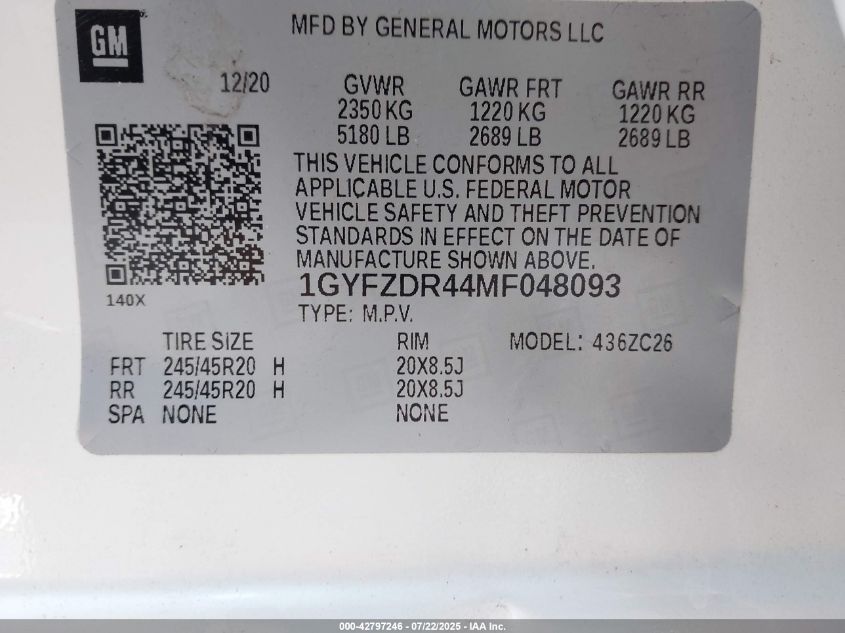 GM
MFD BY GENERAL MOTORS LLC
12/20
GVWR GAWR FRT GAWR RR
2350 KG 1220 KG 1220 KG
5180 LB 2689 LB 2689 LB
THIS VEHICLE CONFORMS TO ALL
APPLICABLE U.S. FEDERAL MOTOR
VEHICLE SAFETY AND THEFT PREVENTION
STANDARDS IN EFFECT ON THE DATE OF
MANUFACTURE SHOWN ABOVE.
1GYFZDR44MF048093
140X
TYPE: M.P.V.
TIRE SIZE RIM MODEL: 436ZC26
FRT 245/45R20 H 20X8.5J
RR 245/45R20 H 20X8.5J
SPA NONE NONE
000-42797246 - 07/22/2025 - IAA Inc.